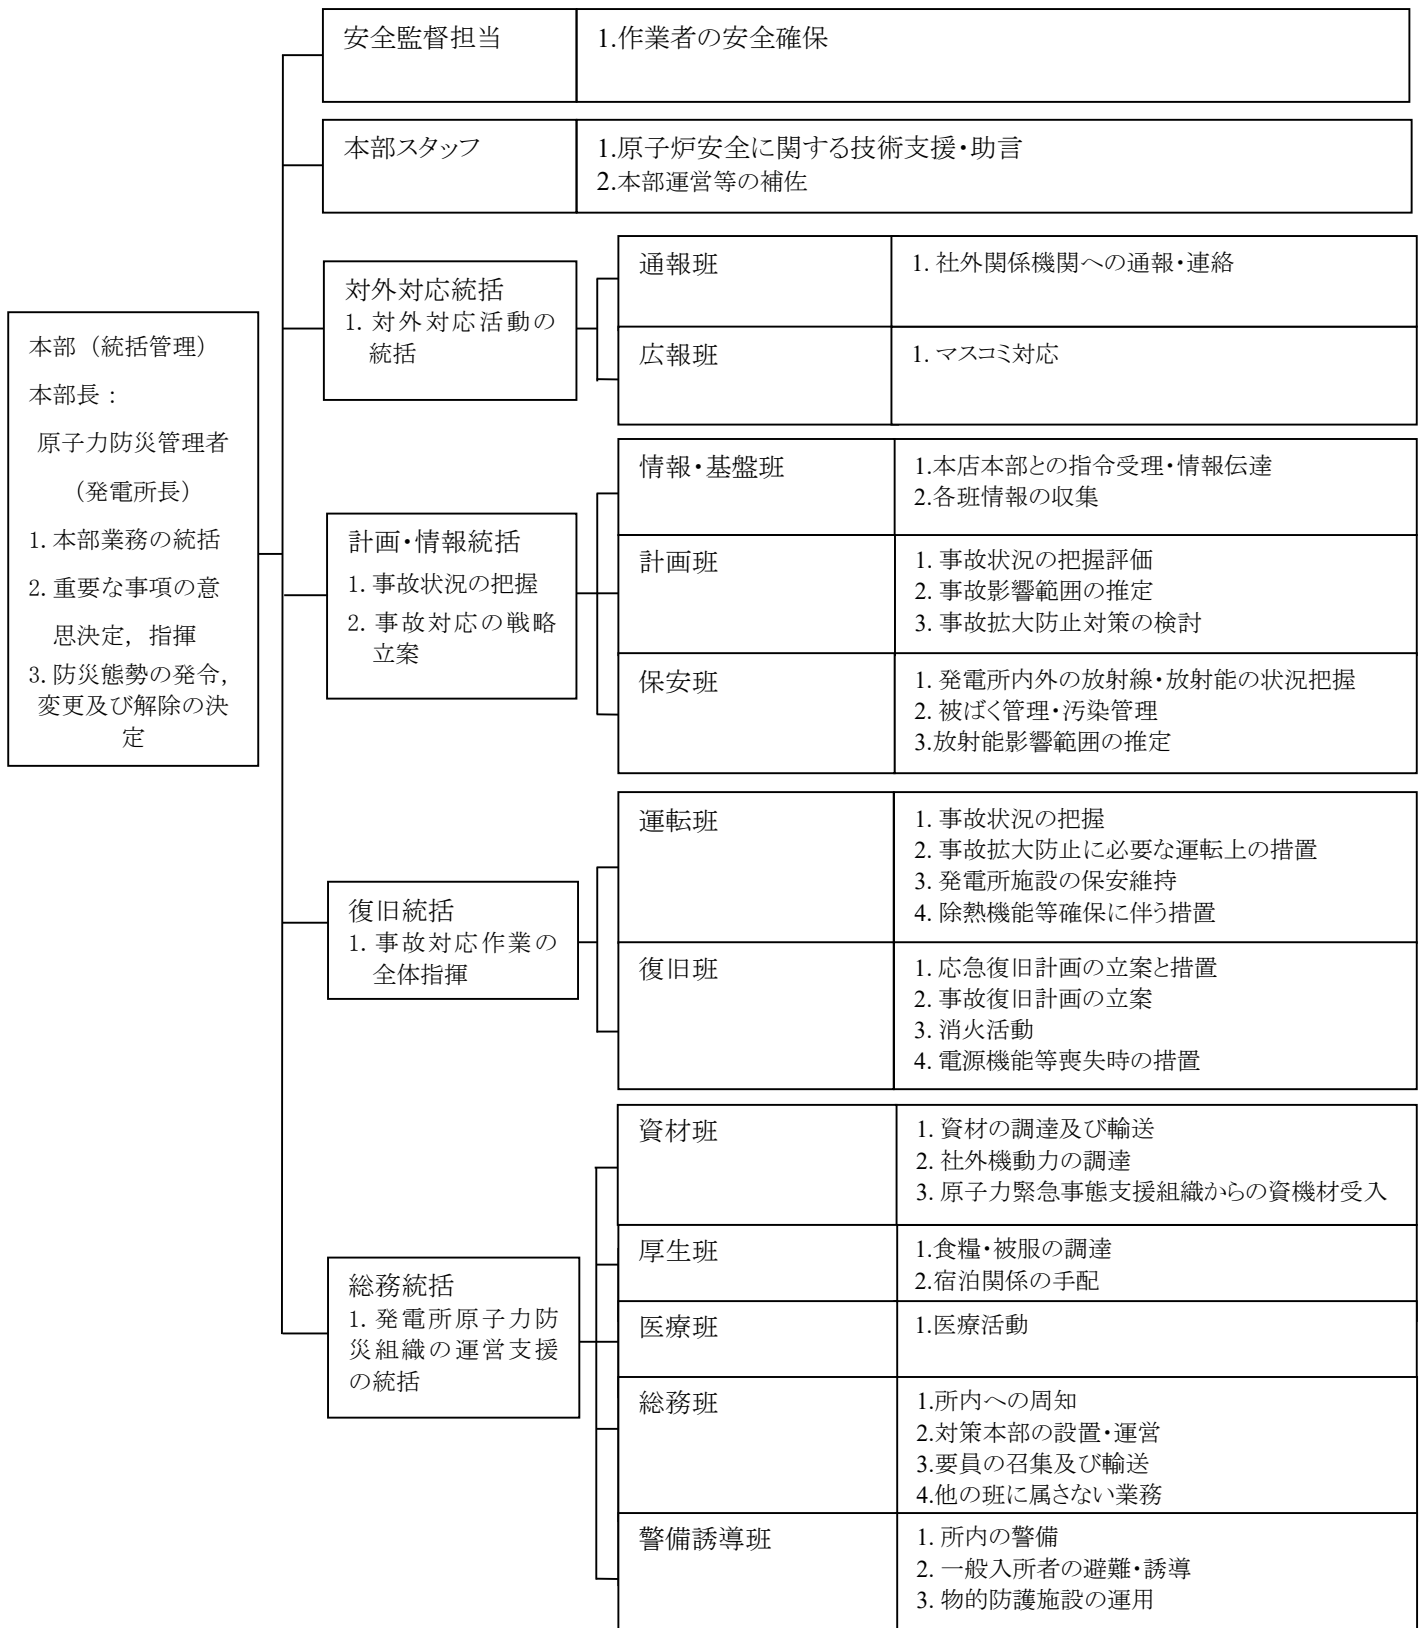 安全監督担当
1.作業者の安全確保
本部スタッフ
1.原子炉安全に関する技術支援・助言
2.本部運営等の補佐
本部（統括管理）
本部長：
原子力防災管理者
（発電所長）
1. 本部業務の統括
2. 重要な事項の意
思決定，指揮
3. 防災態勢の発令，
変更及び解除の決
定
対外対応統括
1. 対外対応活動の
統括
通報班
1. 社外関係機関への通報・連絡
広報班
1. マスコミ対応
計画・情報統括
1. 事故状況の把握
2. 事故対応の戦略
立案
情報・基盤班
1.本店本部との指令受理・情報伝達
2.各班情報の収集
計画班
1. 事故状況の把握評価
2. 事故影響範囲の推定
3. 事故拡大防止対策の検討
保安班
1. 発電所内外の放射線・放射能の状況把握
2. 被ばく管理・汚染管理
3.放射能影響範囲の推定
復旧統括
1. 事故対応作業の
全体指揮
運転班
1. 事故状況の把握
2. 事故拡大防止に必要な運転上の措置
3. 発電所施設の保安維持
4. 除熱機能等確保に伴う措置
復旧班
1. 応急復旧計画の立案と措置
2. 事故復旧計画の立案
3. 消火活動
4. 電源機能等喪失時の措置
総務統括
1. 発電所原子力防
災組織の運営支援
の統括
資材班
1. 資材の調達及び輸送
2. 社外機動力の調達
3. 原子力緊急事態支援組織からの資機材受入
厚生班
1.食糧・被服の調達
2.宿泊関係の手配
医療班
1.医療活動
総務班
1.所内への周知
2.対策本部の設置・運営
3.要員の召集及び輸送
4.他の班に属さない業務
警備誘導班
1. 所内の警備
2. 一般入所者の避難・誘導
3. 物的防護施設の運用